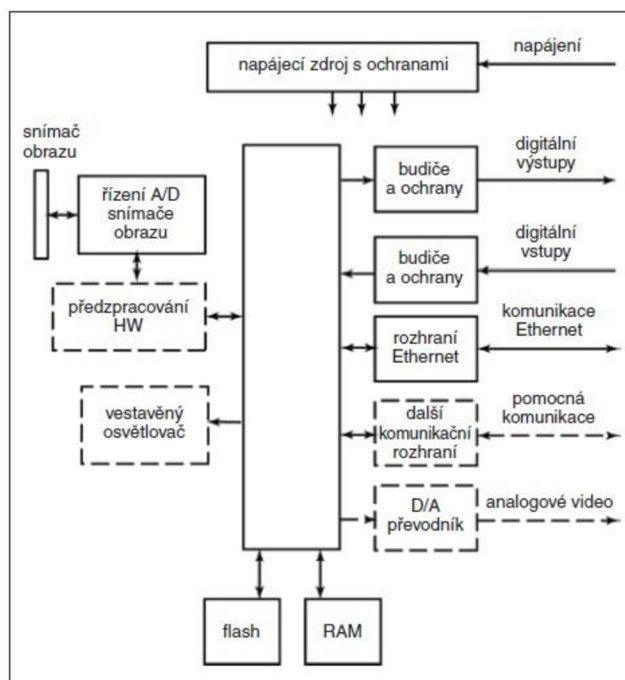 napájecí zdroj s ochranami
napájení
snímač
obrazu
řízení A/D
snímače
obrazu
předzpracování
HW
vestavěný
osvětlovač
budiče
a ochrany
digitální
výstupy
budiče
a ochrany
digitální
vstupy
rozhraní
Ethernet
komunikace
Ethernet
další
komunikační
rozhraní
pomocná
komunikace
D/A
převodník
analogové video
flash
RAM